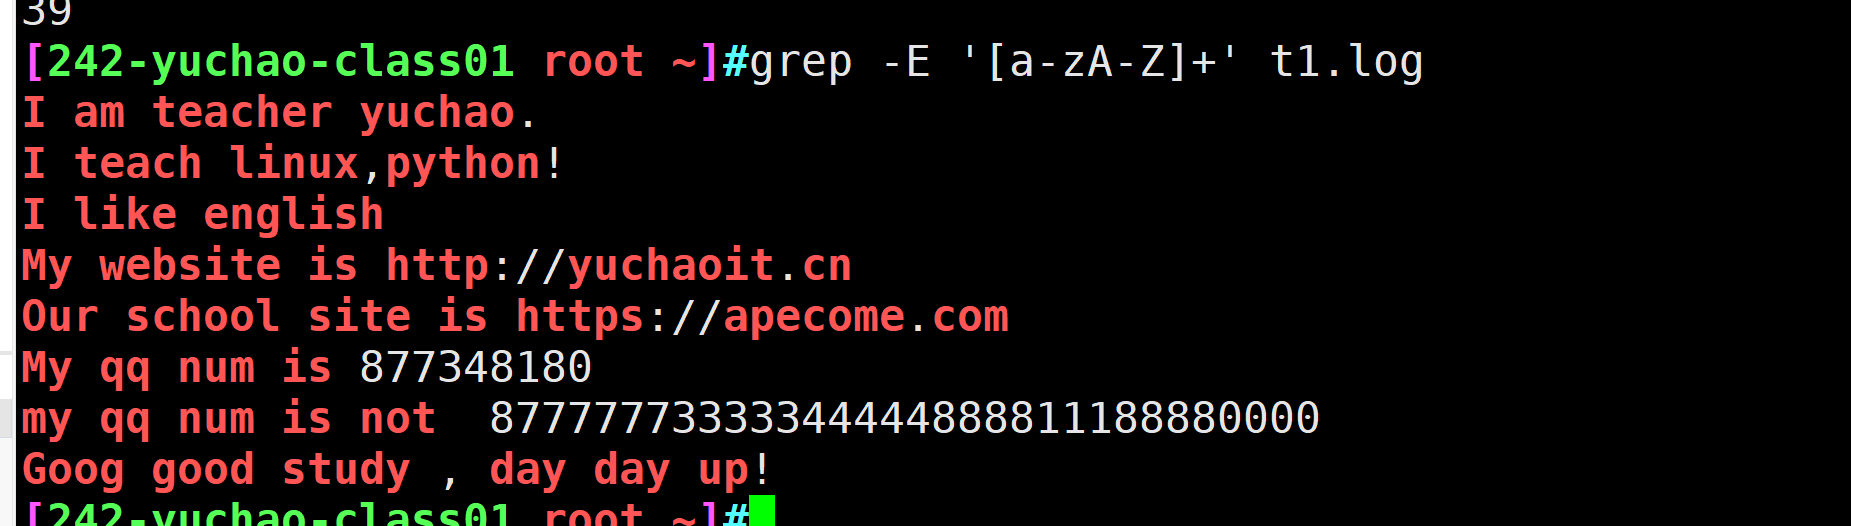 39
[242-yuchao-class01 root ~]#grep -E '[a-zA-Z]+' t1.log
I am teacher yuchao.
I teach linux,python!
I like english
My website is http://yuchaoit.cn
Our school site is https://apecome.com
My qq num is 877348180
my qq num is not  87777773333344444888811188880000
Goog good study , day day up!
[242-yuchao-class01 root ~]#